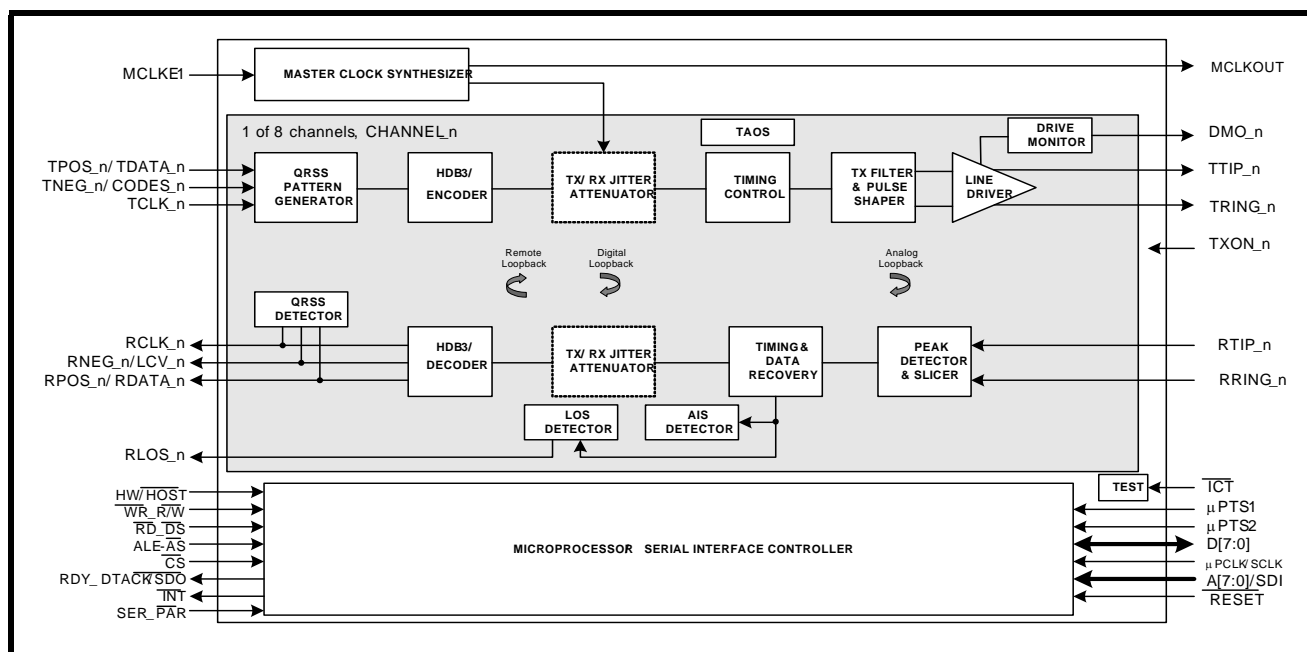 MCLKE1
MASTER CLOCK SYNTHESIZER
MCLKOUT
1 of 8 channels, CHANNEL_n
TAOS
DRIVE
MONITOR
DMO_n
TPOS_n/ TDATA_n
TNEG_n/ CODES_n
TCLK_n
QRSS
PATTERN
GENERATOR
HDB3/
ENCODER
TX/ RX JITTER
ATTENUATOR
TIMING
CONTROL
TX FILTER
& PULSE
SHAPER
LINE
DRIVER
TTIP_n
TRING_n
TXON_n
Remote
Loopback
Digital
Loopback
Analog
Loopback
QRSS
DETECTOR
RCLK_n
RNEG_n/LCV_n
RPOS_n/ RDATA_n
HDB3/
DECODER
TX/ RX JITTER
ATTENUATOR
TIMING &
DATA
RECOVERY
PEAK
DETECTOR
& SLICER
RTIP_n
RRING_n
LOS
DETECTOR
AIS
DETECTOR
RLOS_n
TEST
ICT
HW/HOST
WR_R/W
RD_DS
ALE-AS
CS
RDY_ DTACK/SDO
INT
SER_PAR
MICROPROCESSOR SERIAL INTERFACE CONTROLLER
µPTS1
µPTS2
D[7:0]
µPCLK/SCLK
A[7:0]/SDI
RESET